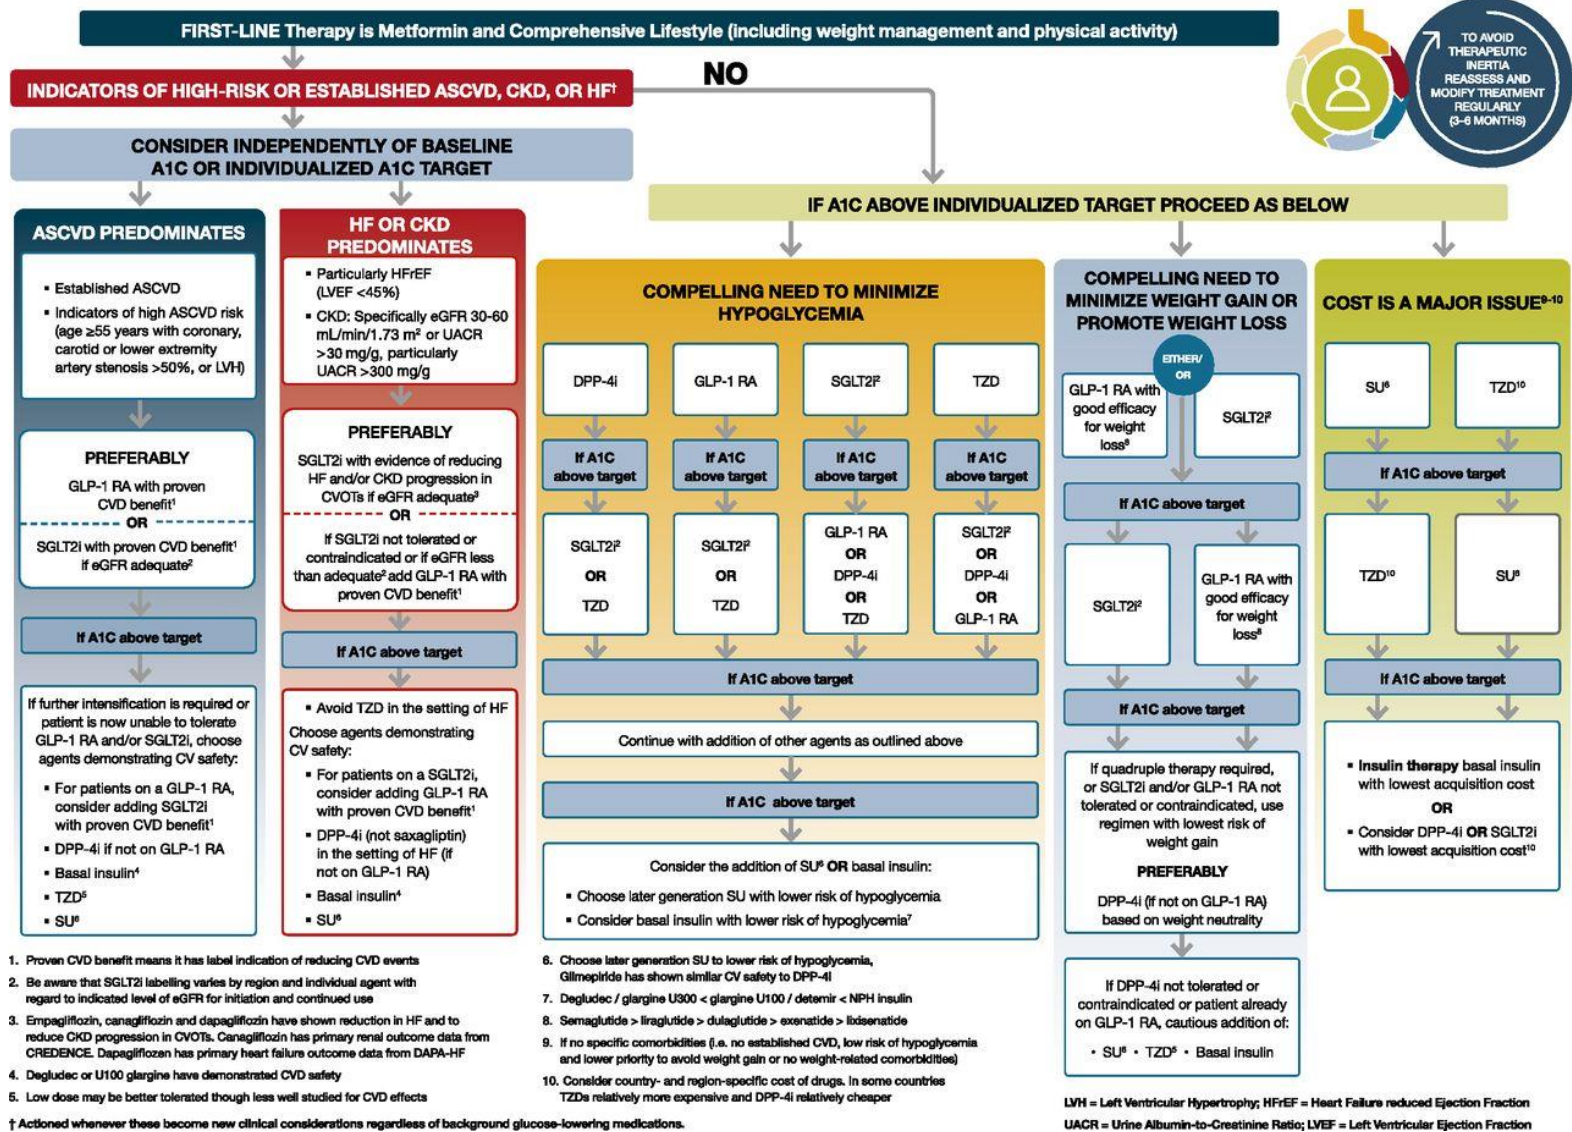 FIRST-LINE Therapy is Metformin and Comprehensive Lifestyle (including weight management and physical activity)
TO AVOID
THERAPEUTIC
INERTIA
REASSESS AND
MODIFY TREATMENT
REGULARLY
(3–6 MONTHS)
INDICATORS OF HIGH-RISK OR ESTABLISHED ASCVD, CKD, OR HF†
NO
CONSIDER INDEPENDENTLY OF BASELINE
A1C OR INDIVIDUALIZED A1C TARGET
IF A1C ABOVE INDIVIDUALIZED TARGET PROCEED AS BELOW
ASCVD PREDOMINATES
▪ Established ASCVD
▪ Indicators of high ASCVD risk
(age ≥55 years with coronary,
carotid or lower extremity
artery stenosis >50%, or LVH)
PREFERABLY
GLP-1 RA with proven
CVD benefit¹
OR
SGLT2i with proven CVD benefit¹
if eGFR adequate²
If A1C above target
If further intensification is required or
patient is now unable to tolerate
GLP-1 RA and/or SGLT2i, choose
agents demonstrating CV safety:
▪ For patients on a GLP-1 RA,
consider adding SGLT2i
with proven CVD benefit¹
▪ DPP-4i if not on GLP-1 RA
▪ Basal insulin⁴
▪ TZD⁵
▪ SU⁶
HF OR CKD
PREDOMINATES
▪ Particularly HFrEF
(LVEF <45%)
▪ CKD: Specifically eGFR 30-60
mL/min/1.73 m² or UACR
>30 mg/g, particularly
UACR >300 mg/g
PREFERABLY
SGLT2i with evidence of reducing
HF and/or CKD progression in
CVOTs if eGFR adequate³
OR
If SGLT2i not tolerated or
contraindicated or if eGFR less
than adequate² add GLP-1 RA with
proven CVD benefit¹
If A1C above target
▪ Avoid TZD in the setting of HF
Choose agents demonstrating
CV safety:
▪ For patients on a SGLT2i,
consider adding GLP-1 RA
with proven CVD benefit¹
▪ DPP-4i (not saxagliptin)
in the setting of HF (if
not on GLP-1 RA)
▪ Basal insulin⁴
▪ SU⁶
COMPELLING NEED TO MINIMIZE
HYPOGLYCEMIA
DPP-4i
GLP-1 RA
SGLT2i²
TZD
If A1C
above target
If A1C
above target
If A1C
above target
If A1C
above target
SGLT2i²
OR
TZD
SGLT2i²
OR
TZD
GLP-1 RA
OR
DPP-4i
OR
TZD
SGLT2i²
OR
DPP-4i
OR
GLP-1 RA
If A1C above target
Continue with addition of other agents as outlined above
If A1C above target
Consider the addition of SU⁶ OR basal insulin:
▪ Choose later generation SU with lower risk of hypoglycemia
▪ Consider basal insulin with lower risk of hypoglycemia⁷
COMPELLING NEED TO
MINIMIZE WEIGHT GAIN OR
PROMOTE WEIGHT LOSS
EITHER/
OR
GLP-1 RA with
good efficacy
for weight
loss⁸
SGLT2i²
If A1C above target
SGLT2i²
GLP-1 RA with
good efficacy
for weight
loss⁸
If A1C above target
If quadruple therapy required,
or SGLT2i and/or GLP-1 RA not
tolerated or contraindicated, use
regimen with lowest risk of
weight gain
PREFERABLY
DPP-4i (if not on GLP-1 RA)
based on weight neutrality
If DPP-4i not tolerated or
contraindicated or patient already
on GLP-1 RA, cautious addition of:
• SU⁶ • TZD⁵ • Basal insulin
COST IS A MAJOR ISSUE⁹⁻¹⁰
SU⁶
TZD¹⁰
If A1C above target
TZD¹⁰
SU⁶
If A1C above target
▪ Insulin therapy basal insulin
with lowest acquisition cost
OR
▪ Consider DPP-4i OR SGLT2i
with lowest acquisition cost¹⁰
1. Proven CVD benefit means it has label indication of reducing CVD events
2. Be aware that SGLT2i labelling varies by region and individual agent with
regard to indicated level of eGFR for initiation and continued use
3. Empagliflozin, canagliflozin and dapagliflozin have shown reduction in HF and to
reduce CKD progression in CVOTs. Canagliflozin has primary renal outcome data from
CREDENCE. Dapagliflozen has primary heart failure outcome data from DAPA-HF
4. Degludec or U100 glargine have demonstrated CVD safety
5. Low dose may be better tolerated though less well studied for CVD effects
† Actioned whenever these become new clinical considerations regardless of background glucose-lowering medications.
6. Choose later generation SU to lower risk of hypoglycemia,
Glimepiride has shown similar CV safety to DPP-4i
7. Degludec / glargine U300 < glargine U100 / detemir < NPH insulin
8. Semaglutide > liraglutide > dulaglutide > exenatide > lixisenatide
9. If no specific comorbidities (i.e. no established CVD, low risk of hypoglycemia
and lower priority to avoid weight gain or no weight-related comorbidities)
10. Consider country- and region-specific cost of drugs. In some countries
TZDs relatively more expensive and DPP-4i relatively cheaper
LVH = Left Ventricular Hypertrophy; HFrEF = Heart Failure reduced Ejection Fraction
UACR = Urine Albumin-to-Creatinine Ratio; LVEF = Left Ventricular Ejection Fraction